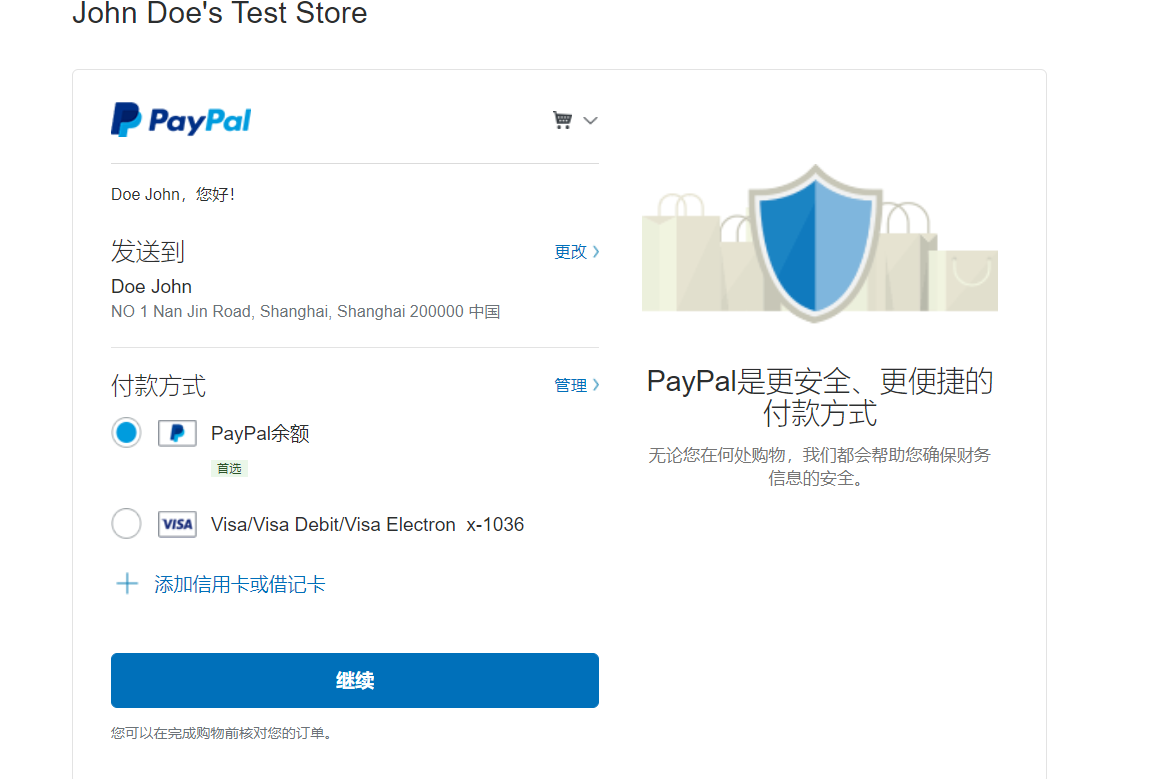 John Doe's Test Store
PayPal
Doe John，您好！
发送到
更改
Doe John
NO 1 Nan Jin Road, Shanghai, Shanghai 200000 中国
付款方式
管理
PayPal余额
首选
VISA Visa/Visa Debit/Visa Electron x-1036
添加信用卡或借记卡
继续
您可以在完成购物前核对您的订单。
PayPal是更安全、更便捷的
付款方式
无论您在何处购物，我们都会帮助您确保财务
信息的安全。